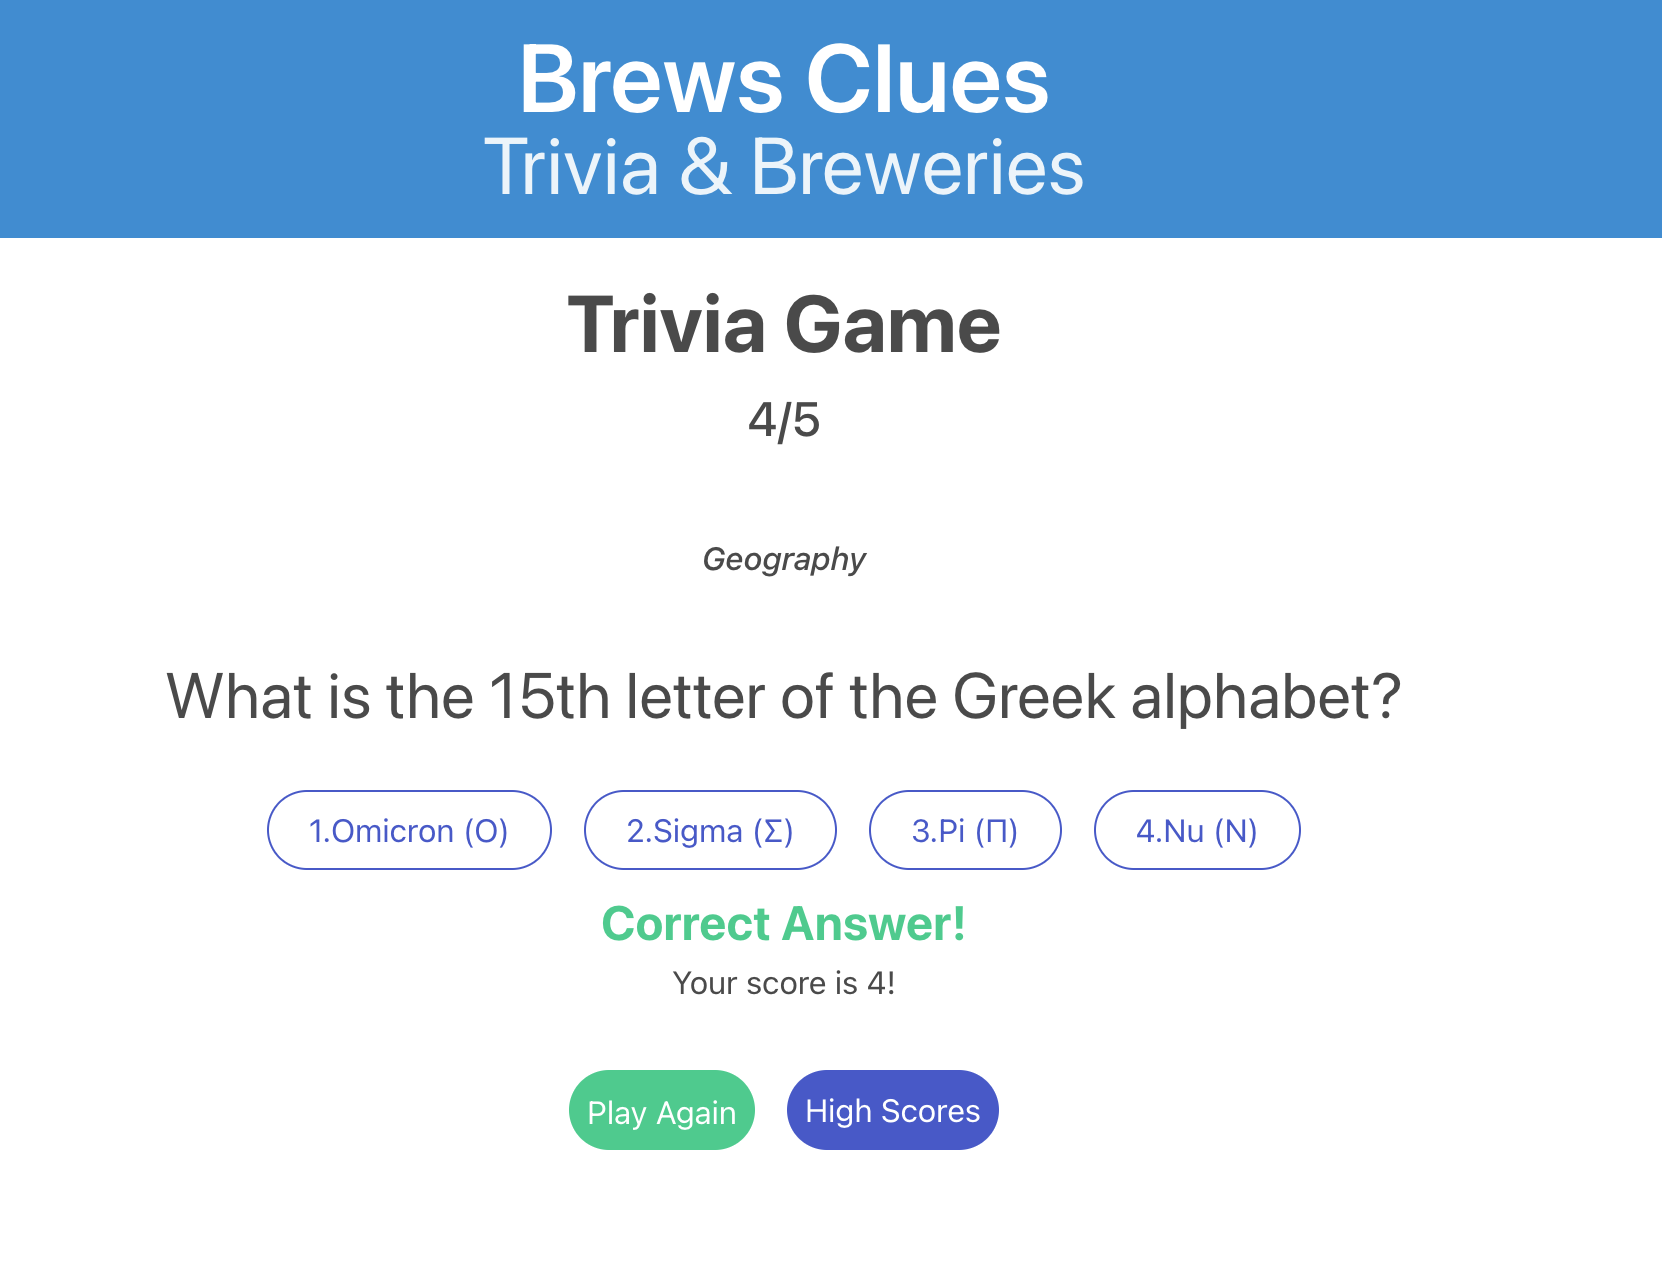 Brews Clues
Trivia & Breweries
Trivia Game
4/5
Geography
What is the 15th letter of the Greek alphabet?
1.Omicron (Ο) 2.Sigma (Σ) 3.Pi (Π) 4.Nu (Ν)
Correct Answer!
Your score is 4!
Play Again High Scores